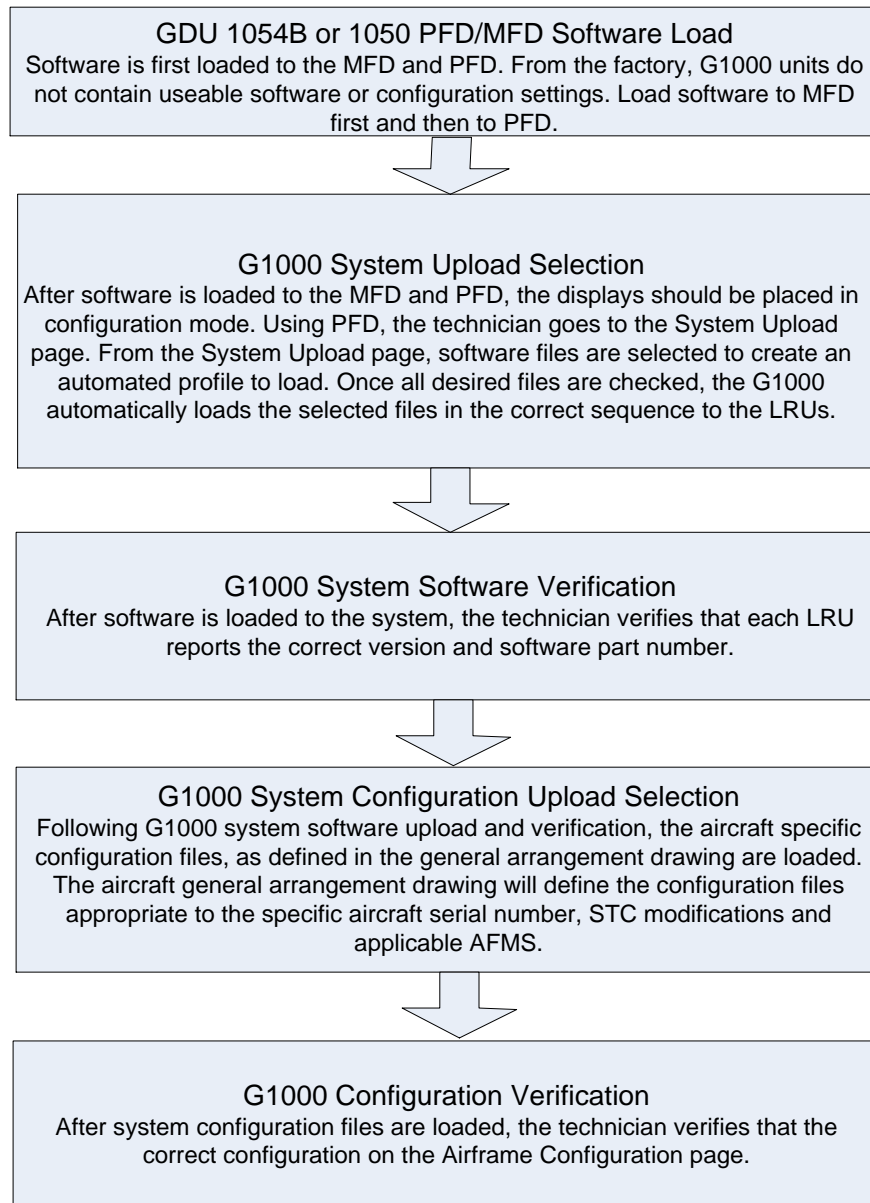 GDU 1054B or 1050 PFD/MFD Software Load
Software is first loaded to the MFD and PFD. From the factory, G1000 units do
not contain useable software or configuration settings. Load software to MFD
first and then to PFD.
G1000 System Upload Selection
After software is loaded to the MFD and PFD, the displays should be placed in
configuration mode. Using PFD, the technician goes to the System Upload
page. From the System Upload page, software files are selected to create an
automated profile to load. Once all desired files are checked, the G1000
automatically loads the selected files in the correct sequence to the LRUs.
G1000 System Software Verification
After software is loaded to the system, the technician verifies that each LRU
reports the correct version and software part number.
G1000 System Configuration Upload Selection
Following G1000 system software upload and verification, the aircraft specific
configuration files, as defined in the general arrangement drawing are loaded.
The aircraft general arrangement drawing will define the configuration files
appropriate to the specific aircraft serial number, STC modifications and
applicable AFMS.
G1000 Configuration Verification
After system configuration files are loaded, the technician verifies that the
correct configuration on the Airframe Configuration page.